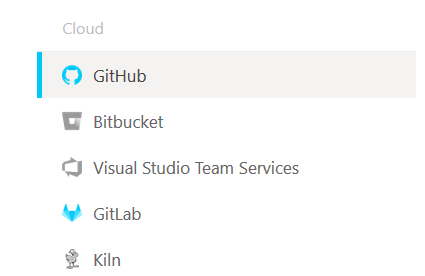 Cloud
GitHub
Bitbucket
Visual Studio Team Services
GitLab
Kiln